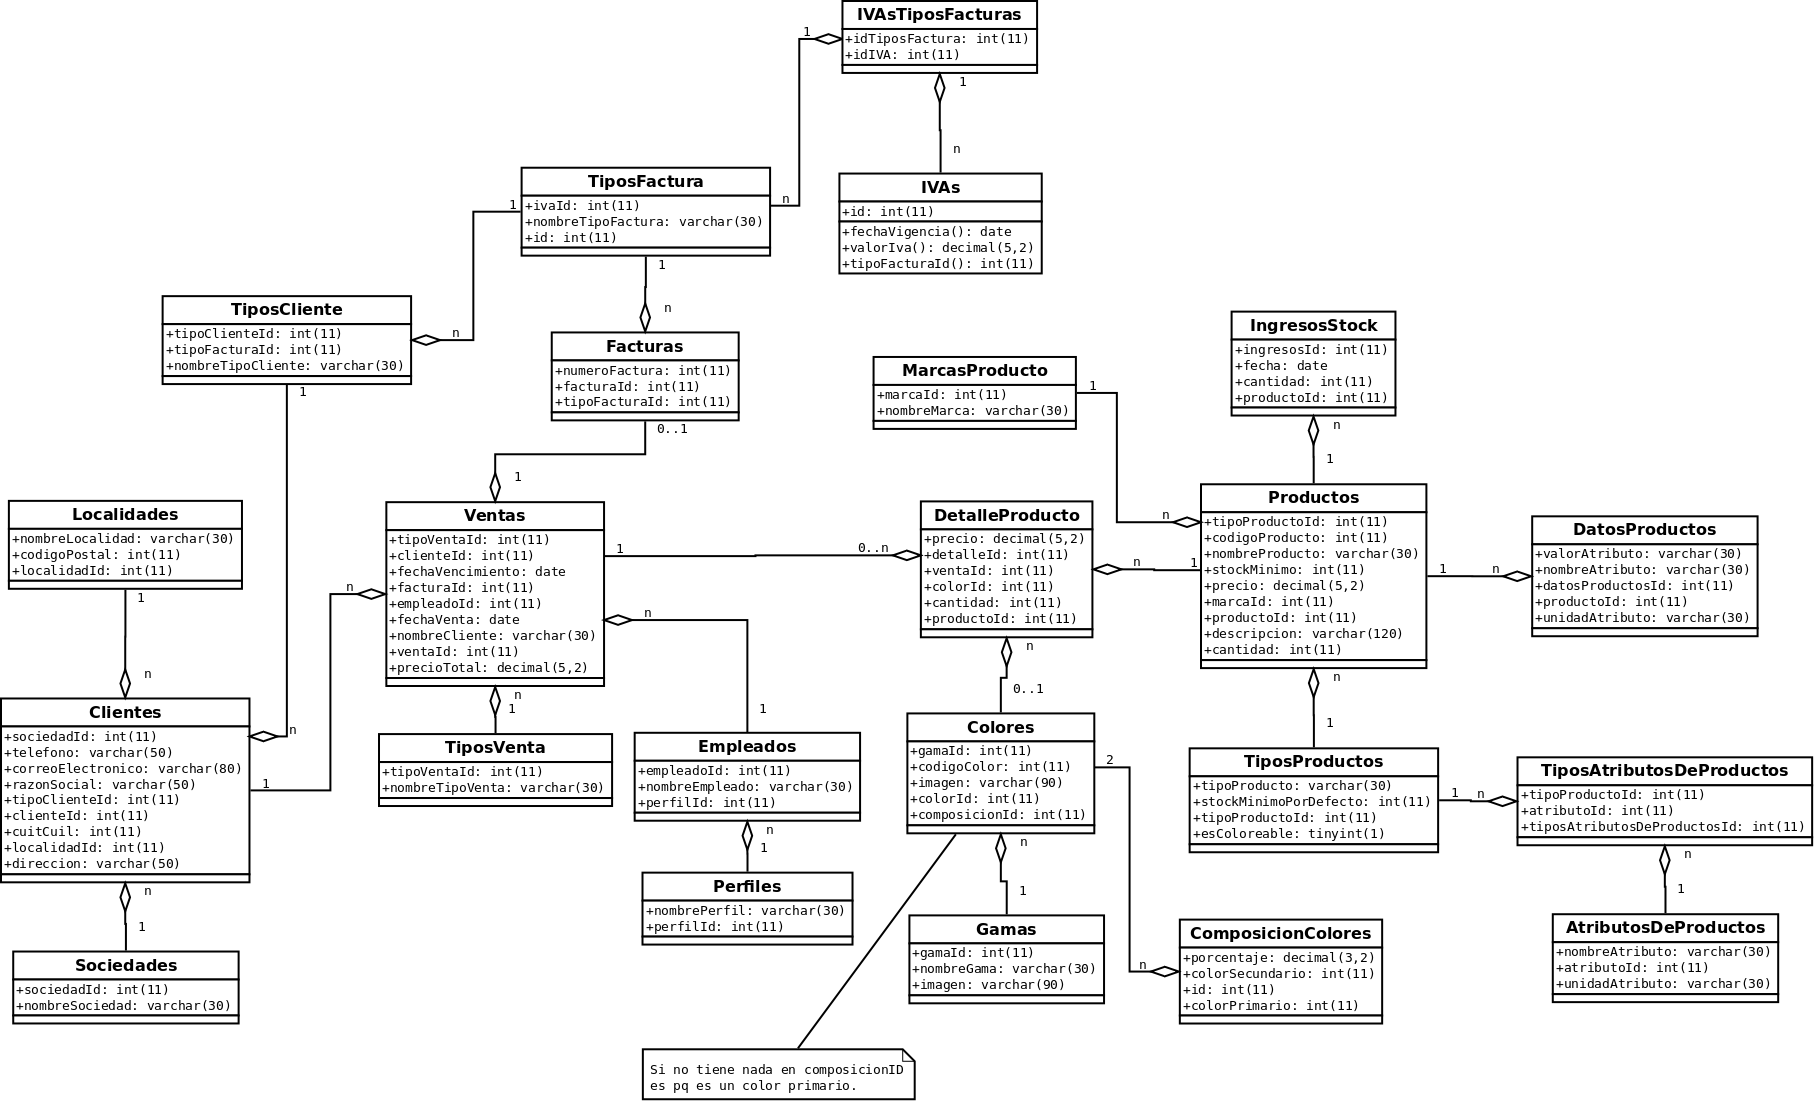 IVAsTiposFacturas
+idTiposFactura: int(11)
+idIVA: int(11)
1
1
n
n
TiposFactura
+ivaId: int(11)
+nombreTipoFactura: varchar(30)
+id: int(11)
1
1
n
IVAs
+id: int(11)
+fechaVigencia(): date
+valorIva(): decimal(5,2)
+tipoFacturaId(): int(11)
TiposCliente
+tipoClienteId: int(11)
+tipoFacturaId: int(11)
+nombreTipoCliente: varchar(30)
n
1
Facturas
+numeroFactura: int(11)
+facturaId: int(11)
+tipoFacturaId: int(11)
0..1
1
MarcasProducto
+marcaId: int(11)
+nombreMarca: varchar(30)
1
n
IngresosStock
+ingresosId: int(11)
+fecha: date
+cantidad: int(11)
+productoId: int(11)
n
1
Localidades
+nombreLocalidad: varchar(30)
+codigoPostal: int(11)
+localidadId: int(11)
1
n
Ventas
+tipoVentaId: int(11)
+clienteId: int(11)
+fechaVencimiento: date
+facturaId: int(11)
+empleadoId: int(11)
+fechaVenta: date
+nombreCliente: varchar(30)
+ventaId: int(11)
+precioTotal: decimal(5,2)
n
1
0..n
n
n
1
1
DetalleProducto
+precio: decimal(5,2)
+detalleId: int(11)
+ventaId: int(11)
+colorId: int(11)
+cantidad: int(11)
+productoId: int(11)
n
1
n
0..1
Productos
+tipoProductoId: int(11)
+codigoProducto: int(11)
+nombreProducto: varchar(30)
+stockMinimo: int(11)
+precio: decimal(5,2)
+marcaId: int(11)
+productoId: int(11)
+descripcion: varchar(120)
+cantidad: int(11)
1
n
n
1
DatosProductos
+valorAtributo: varchar(30)
+nombreAtributo: varchar(30)
+datosProductosId: int(11)
+productoId: int(11)
+unidadAtributo: varchar(30)
Clientes
+sociedadId: int(11)
+telefono: varchar(50)
+correoElectronico: varchar(80)
+razonSocial: varchar(50)
+tipoClienteId: int(11)
+clienteId: int(11)
+cuitCuil: int(11)
+localidadId: int(11)
+direccion: varchar(50)
n
1
n
1
TiposVenta
+tipoVentaId: int(11)
+nombreTipoVenta: varchar(30)
Empleados
+empleadoId: int(11)
+nombreEmpleado: varchar(30)
+perfilId: int(11)
n
1
Colores
+gamaId: int(11)
+codigoColor: int(11)
+imagen: varchar(90)
+colorId: int(11)
+composicionId: int(11)
2
n
1
n
TiposProductos
+tipoProducto: varchar(30)
+stockMinimoPorDefecto: int(11)
+tipoProductoId: int(11)
+esColoreable: tinyint(1)
1
n
TiposAtributosDeProductos
+tipoProductoId: int(11)
+atributoId: int(11)
+tiposAtributosDeProductosId: int(11)
n
1
Perfiles
+nombrePerfil: varchar(30)
+perfilId: int(11)
Gamas
+gamaId: int(11)
+nombreGama: varchar(30)
+imagen: varchar(90)
ComposicionColores
+porcentaje: decimal(3,2)
+colorSecundario: int(11)
+id: int(11)
+colorPrimario: int(11)
AtributosDeProductos
+nombreAtributo: varchar(30)
+atributoId: int(11)
+unidadAtributo: varchar(30)
Sociedades
+sociedadId: int(11)
+nombreSociedad: varchar(30)
Si no tiene nada en composicionID
es pq es un color primario.